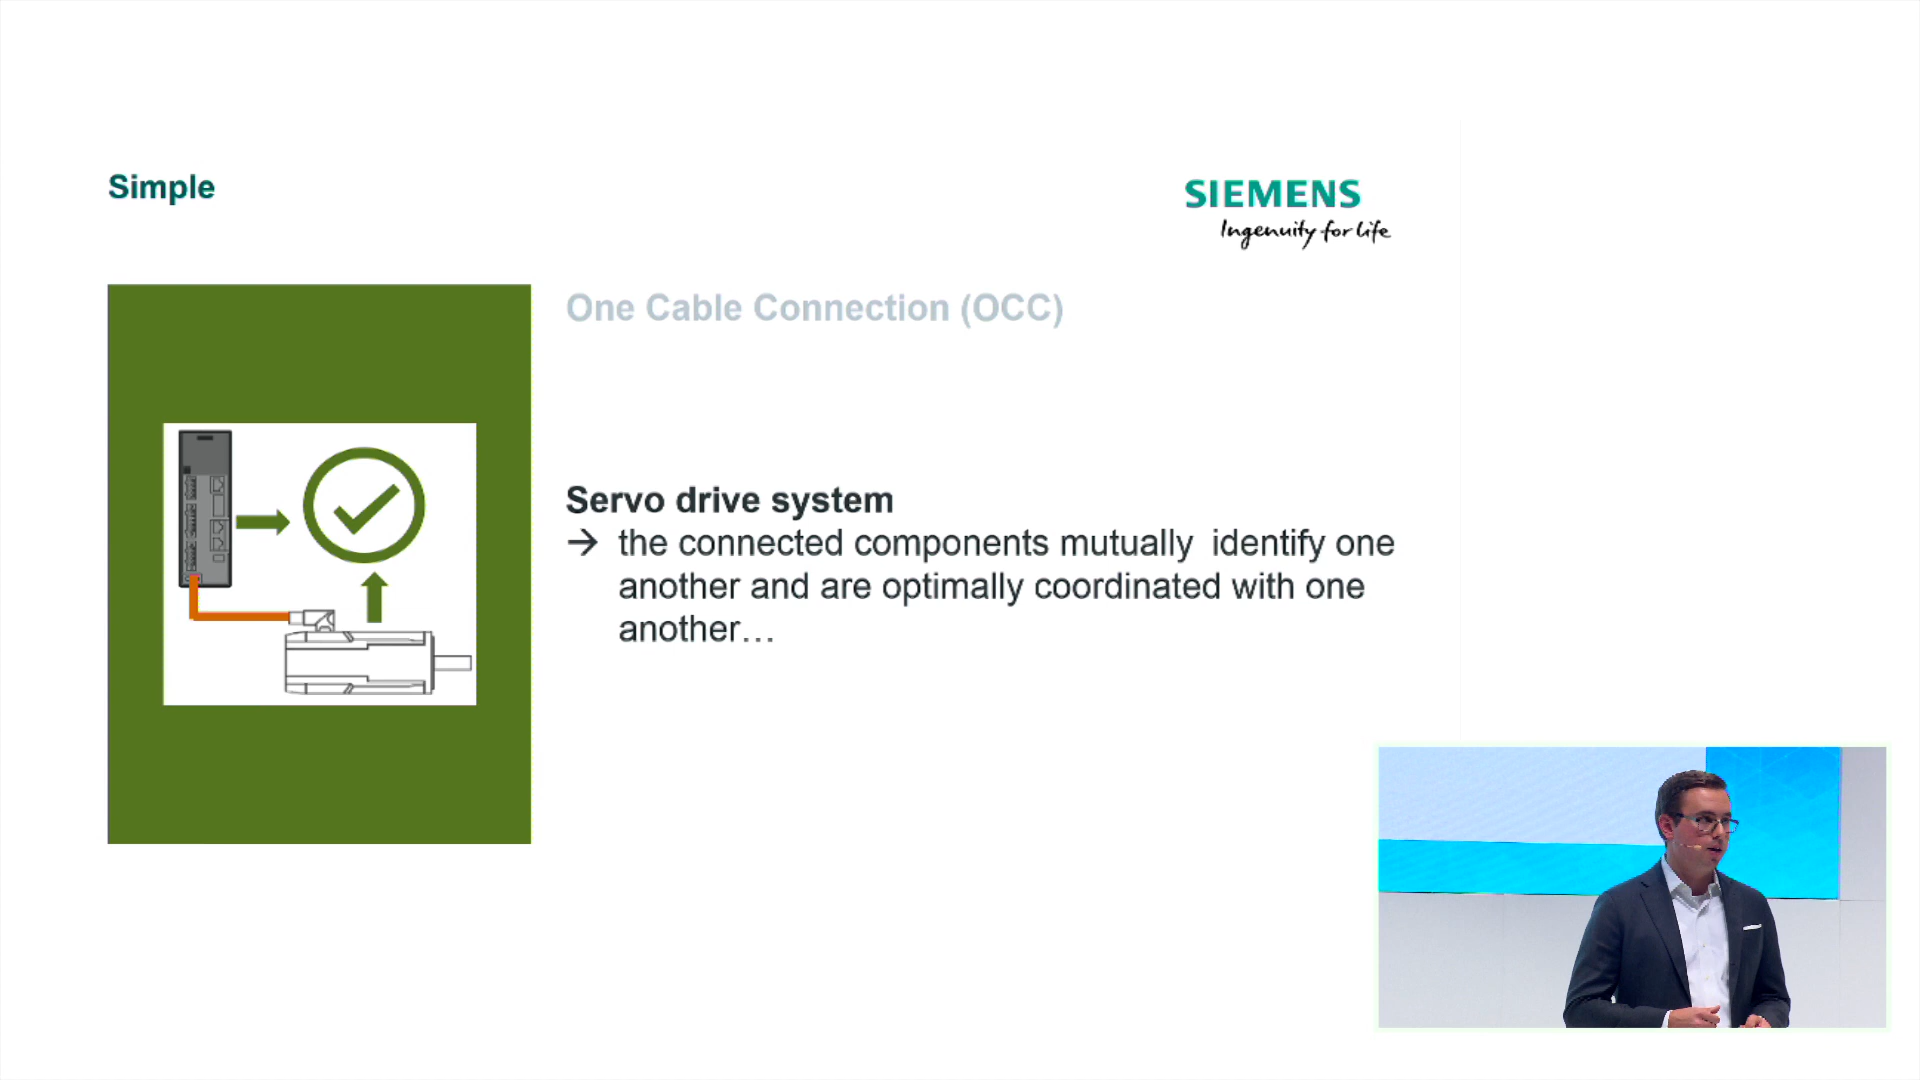 Simple
SIEMENS
Ingenuity for life
One Cable Connection (OCC)
Servo drive system
→ the connected components mutually identify one
another and are optimally coordinated with one
another…